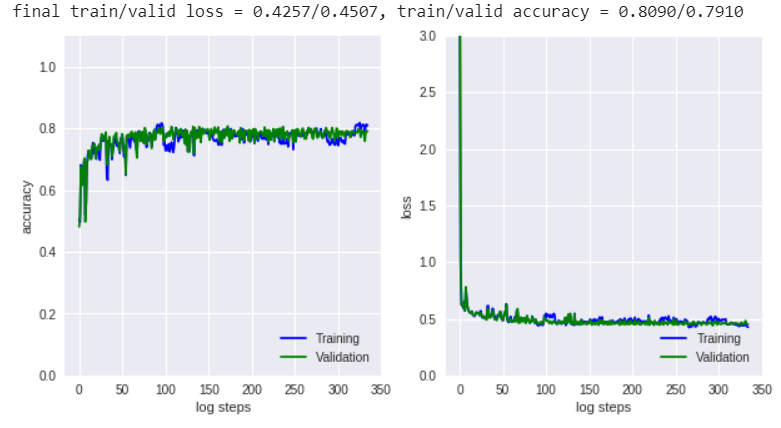 final train/valid loss = 0.4257/0.4507, train/valid accuracy = 0.8090/0.7910
1.0
0.8
0.6
0.4
0.2
0.0
accuracy
0 50 100 150 200 250 300 350
log steps
Training
Validation
3.0
2.5
2.0
1.5
1.0
0.5
0.0
loss
0 50 100 150 200 250 300 350
log steps
Training
Validation